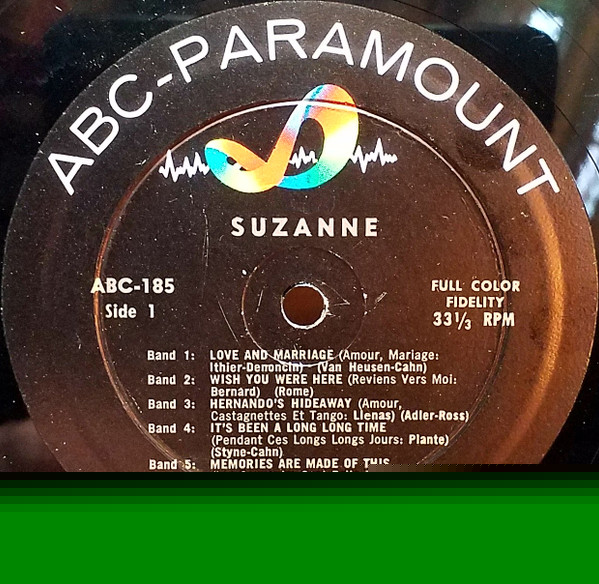 ABC-PARAMOUNT
SUZANNE
ABC-185
Side 1
FULL COLOR
FIDELITY
33 1/3 RPM
Band 1: LOVE AND MARRIAGE (Amour, Mariage:
Ithier-Demoncin) (Van Heusen-Cahn)
Band 2: WISH YOU WERE HERE (Reviens Vers Moi:
Bernard) (Rome)
Band 3: HERNANDO'S HIDEAWAY (Amour,
Castagnettes Et Tango: Llenas) (Adler-Ross)
Band 4: IT'S BEEN A LONG LONG TIME
(Pendant Ces Longs Longs Jours: Plante)
(Styne-Cahn)
Band 5: MEMORIES ARE MADE OF THIS